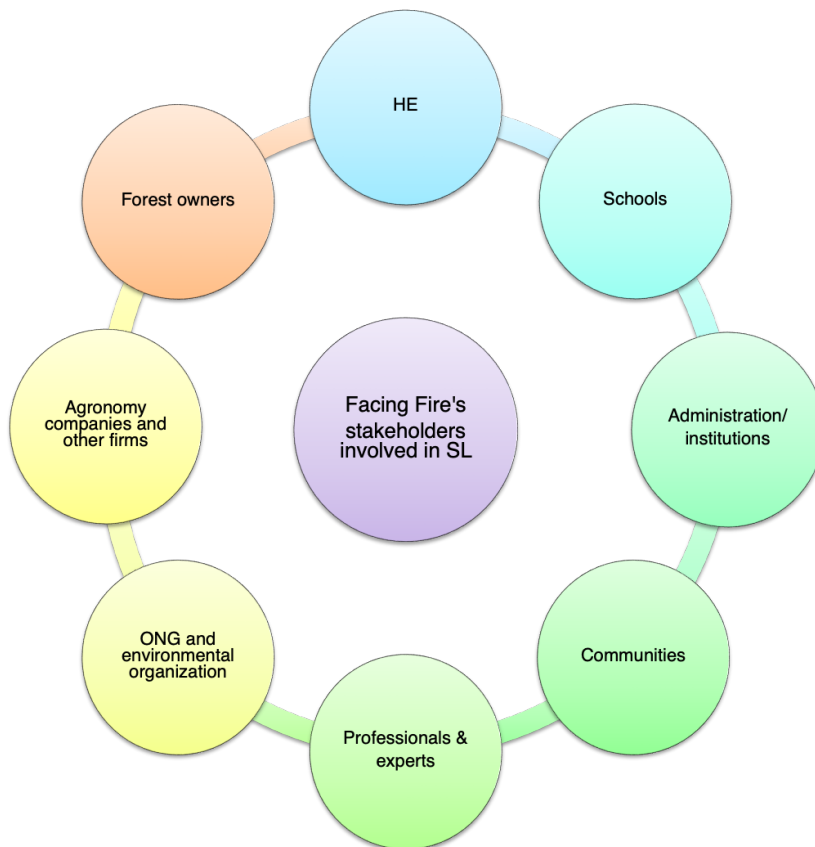 HE
Schools
Administration/
institutions
Communities
Professionals &
experts
ONG and
environmental
organization
Agronomy
companies and
other firms
Forest owners
Facing Fire's
stakeholders
involved in SL